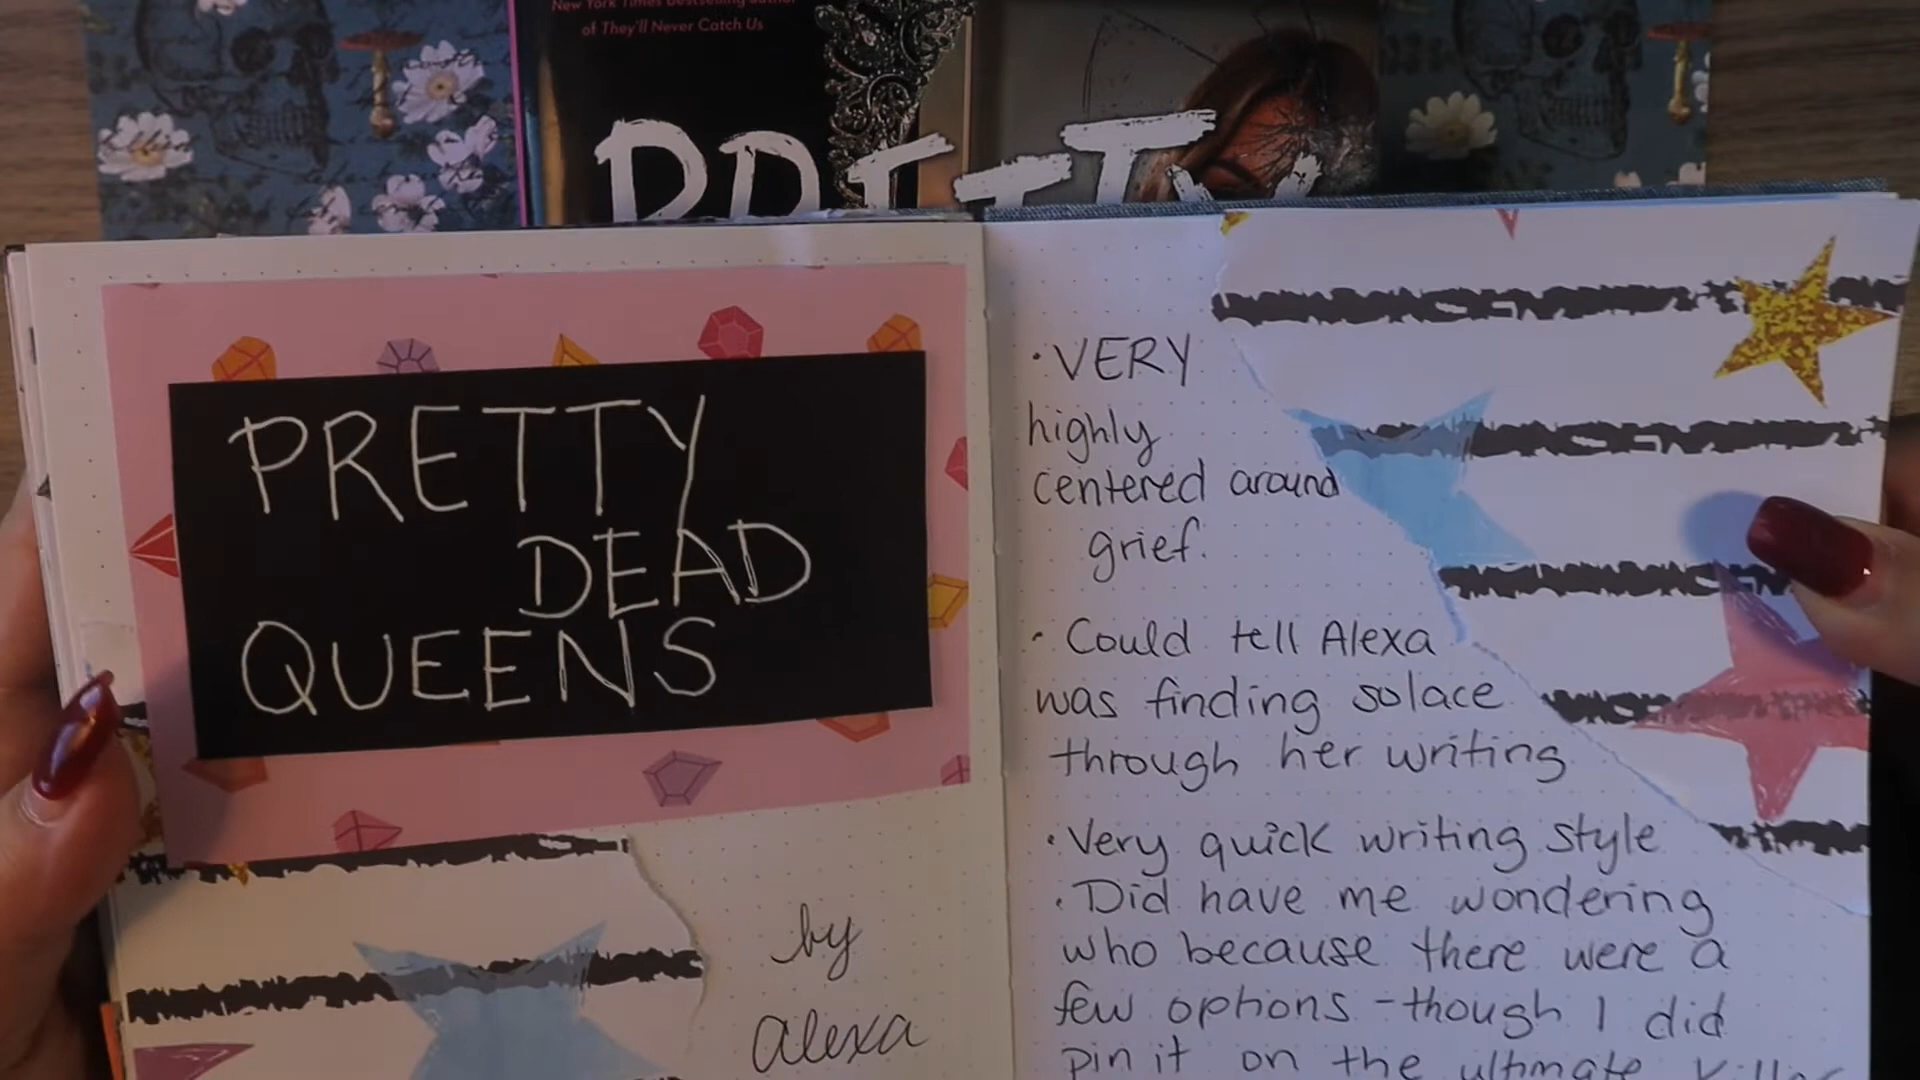 New York Times bestselling author
of They'll Never Catch Us
PRETTY
PRETTY
DEAD
QUEENS
by
alexa
• VERY
highly
centered around
grief.
• Could tell Alexa
was finding solace
through her writing
• Very quick writing style
• Did have me wondering
who because there were a
few options - though I did
pin it on the ultimate killer